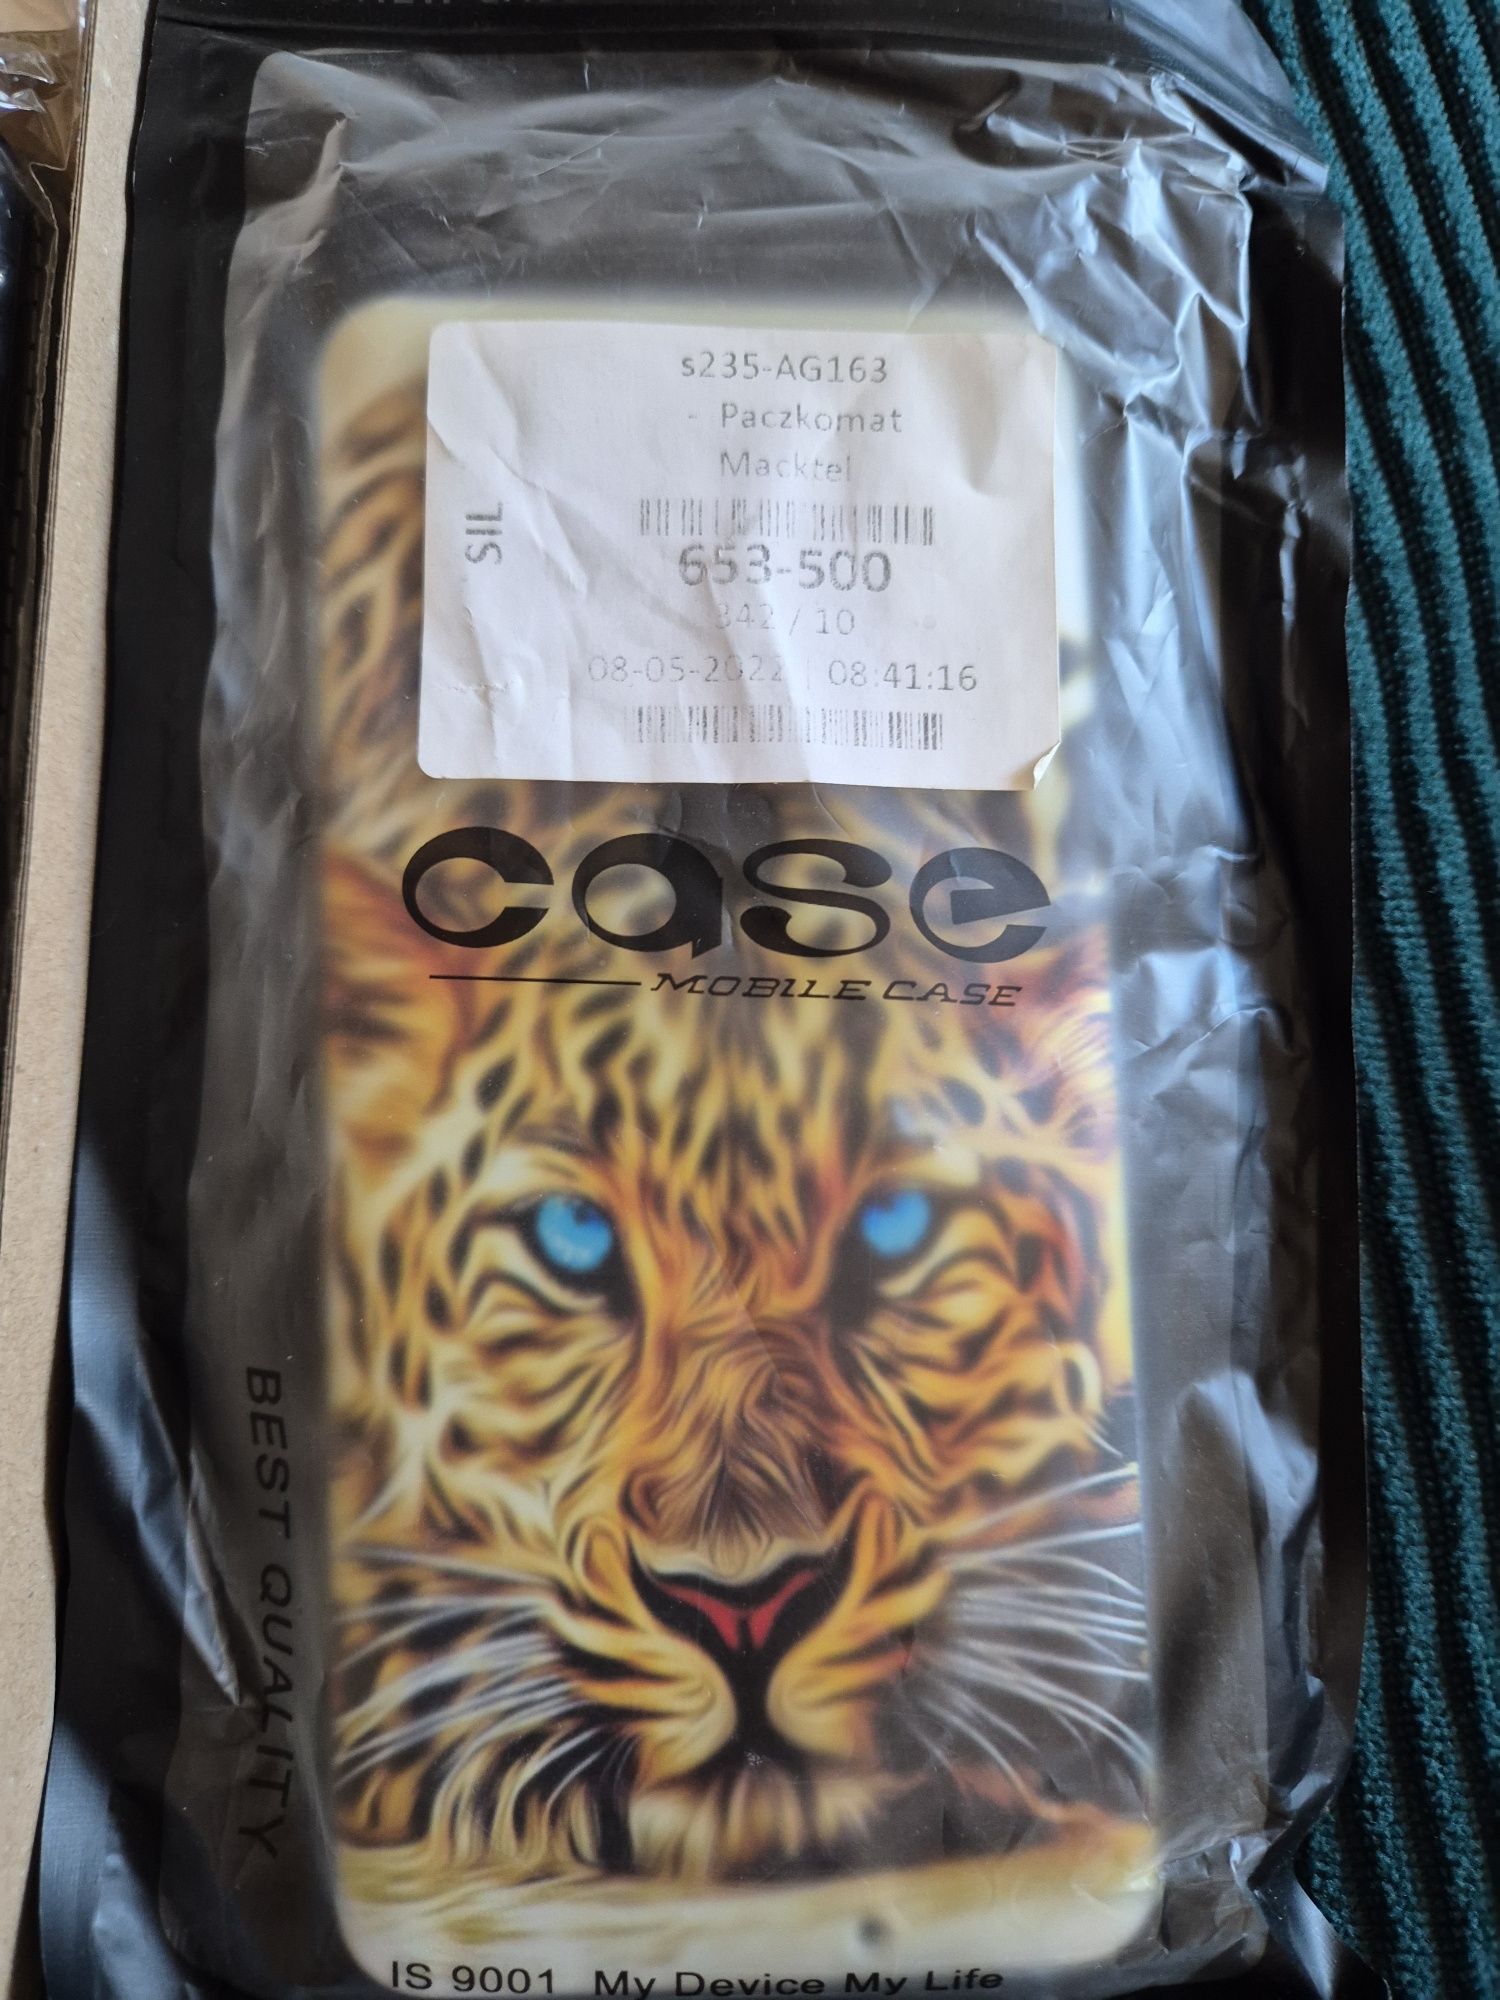 s235-AG163
- Paczkomat
Macktel
SIL
653-500
342 / 10
08-05-2022 | 08:41:16
case
MOBILE CASE
BEST QUALITY
IS 9001 My Device My Life